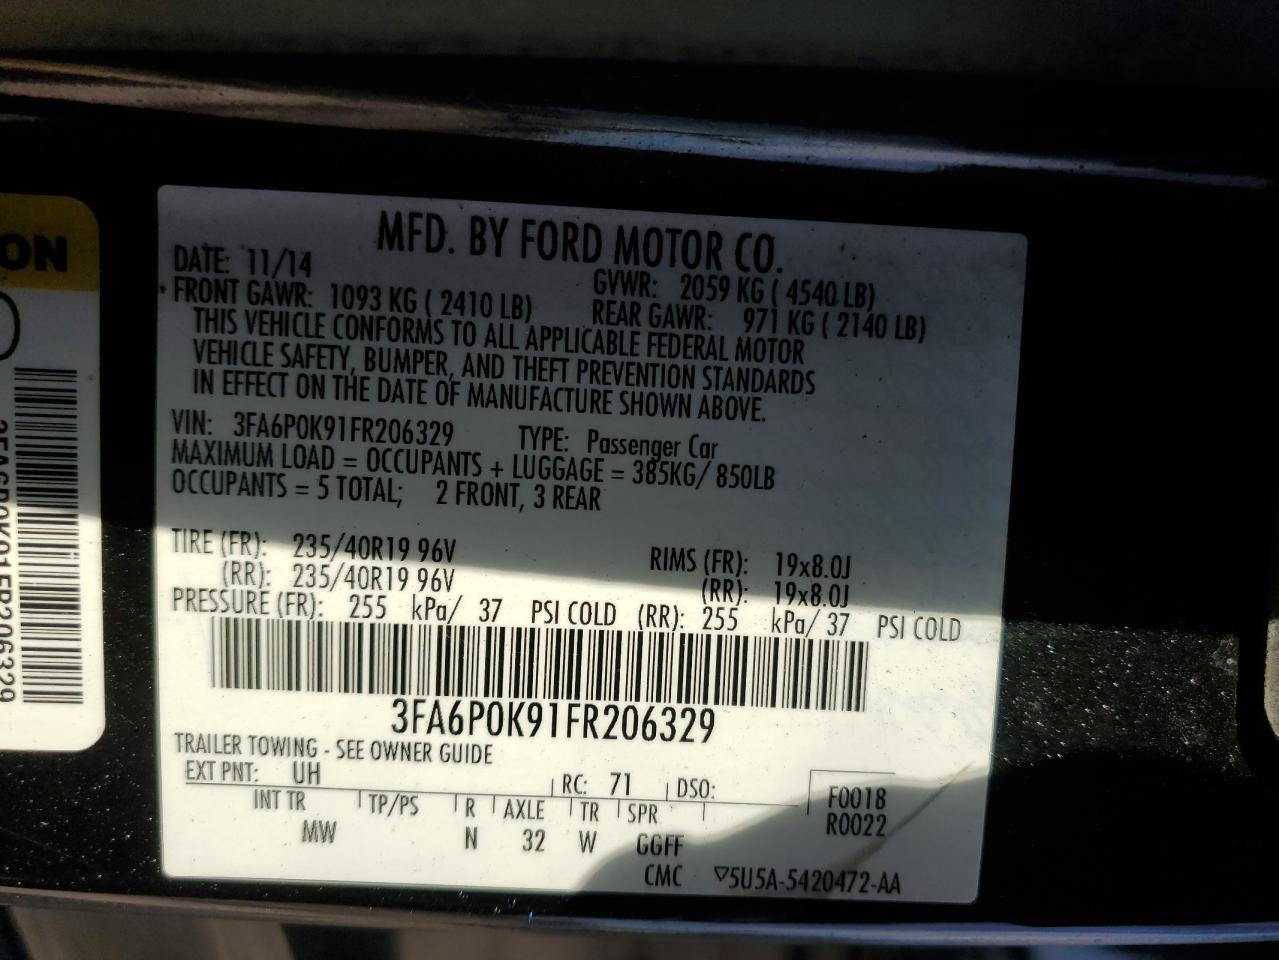 MFD. BY FORD MOTOR CO.
DATE: 11/14 GVWR: 2059 KG ( 4540 LB)
FRONT GAWR: 1093 KG ( 2410 LB) REAR GAWR: 971 KG ( 2140 LB)
THIS VEHICLE CONFORMS TO ALL APPLICABLE FEDERAL MOTOR
VEHICLE SAFETY, BUMPER, AND THEFT PREVENTION STANDARDS
IN EFFECT ON THE DATE OF MANUFACTURE SHOWN ABOVE.
VIN: 3FA6P0K91FR206329 TYPE: Passenger Car
MAXIMUM LOAD = OCCUPANTS + LUGGAGE = 385KG/ 850LB
OCCUPANTS = 5 TOTAL; 2 FRONT, 3 REAR
TIRE (FR): 235/40R19 96V RIMS (FR): 19x8.0J
(RR): 235/40R19 96V (RR): 19x8.0J
PRESSURE (FR): 255 kPa/ 37 PSI COLD (RR): 255 kPa/ 37 PSI COLD
3FA6P0K91FR206329
TRAILER TOWING - SEE OWNER GUIDE
EXT PNT: UH RC: 71 DSO:
INT TR TP/PS R AXLE TR SPR F0018
MW N 32 W GGFF R0022
CMC ▽5U5A-5420472-AA
ON
3FA6P0K91FR206329